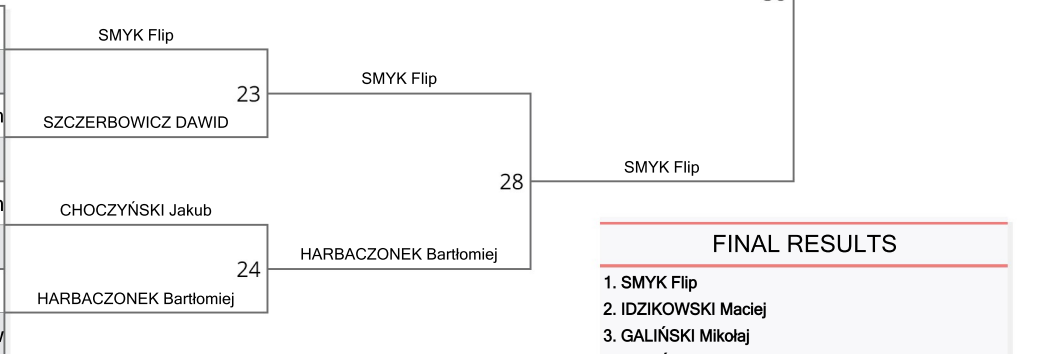 SMYK Flip
SMYK Flip
23
SZCZERBOWICZ DAWID
SMYK Flip
28
CHOCZYŃSKI Jakub
HARBACZONEK Bartłomiej
24
HARBACZONEK Bartłomiej
FINAL RESULTS
1. SMYK Flip
2. IDZIKOWSKI Maciej
3. GALIŃSKI Mikołaj